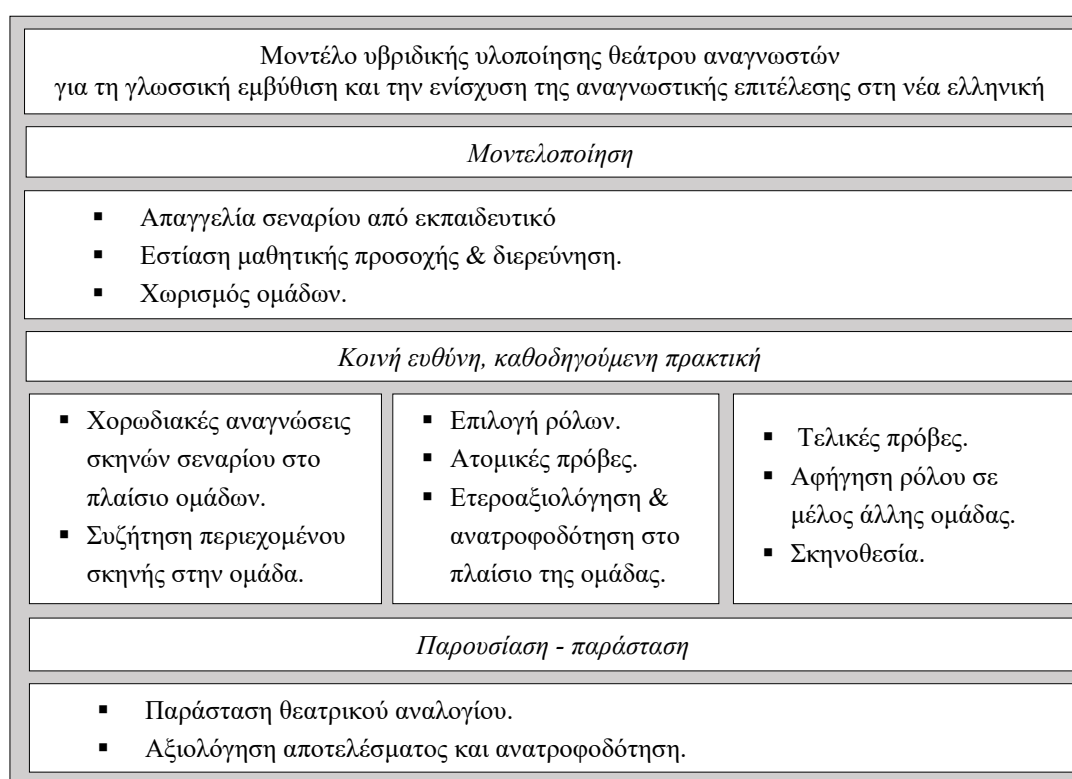 Μοντέλο υβριδικής υλοποίησης θεάτρου αναγνωστών
για τη γλωσσική εμβύθιση και την ενίσχυση της αναγνωστικής επιτέλεσης στη νέα ελληνική
Μοντελοποίηση
▪ Απαγγελία σεναρίου από εκπαιδευτικό
▪ Εστίαση μαθητικής προσοχής & διερεύνηση.
▪ Χωρισμός ομάδων.
Κοινή ευθύνη, καθοδηγούμενη πρακτική
▪ Χορωδιακές αναγνώσεις
σκηνών σεναρίου στο
πλαίσιο ομάδων.
▪ Συζήτηση περιεχομένου
σκηνής στην ομάδα.
▪ Επιλογή ρόλων.
▪ Ατομικές πρόβες.
▪ Ετεροαξιολόγηση &
ανατροφοδότηση στο
πλαίσιο της ομάδας.
▪ Τελικές πρόβες.
▪ Αφήγηση ρόλου σε
μέλος άλλης ομάδας.
▪ Σκηνοθεσία.
Παρουσίαση - παράσταση
▪ Παράσταση θεατρικού αναλογίου.
▪ Αξιολόγηση αποτελέσματος και ανατροφοδότηση.